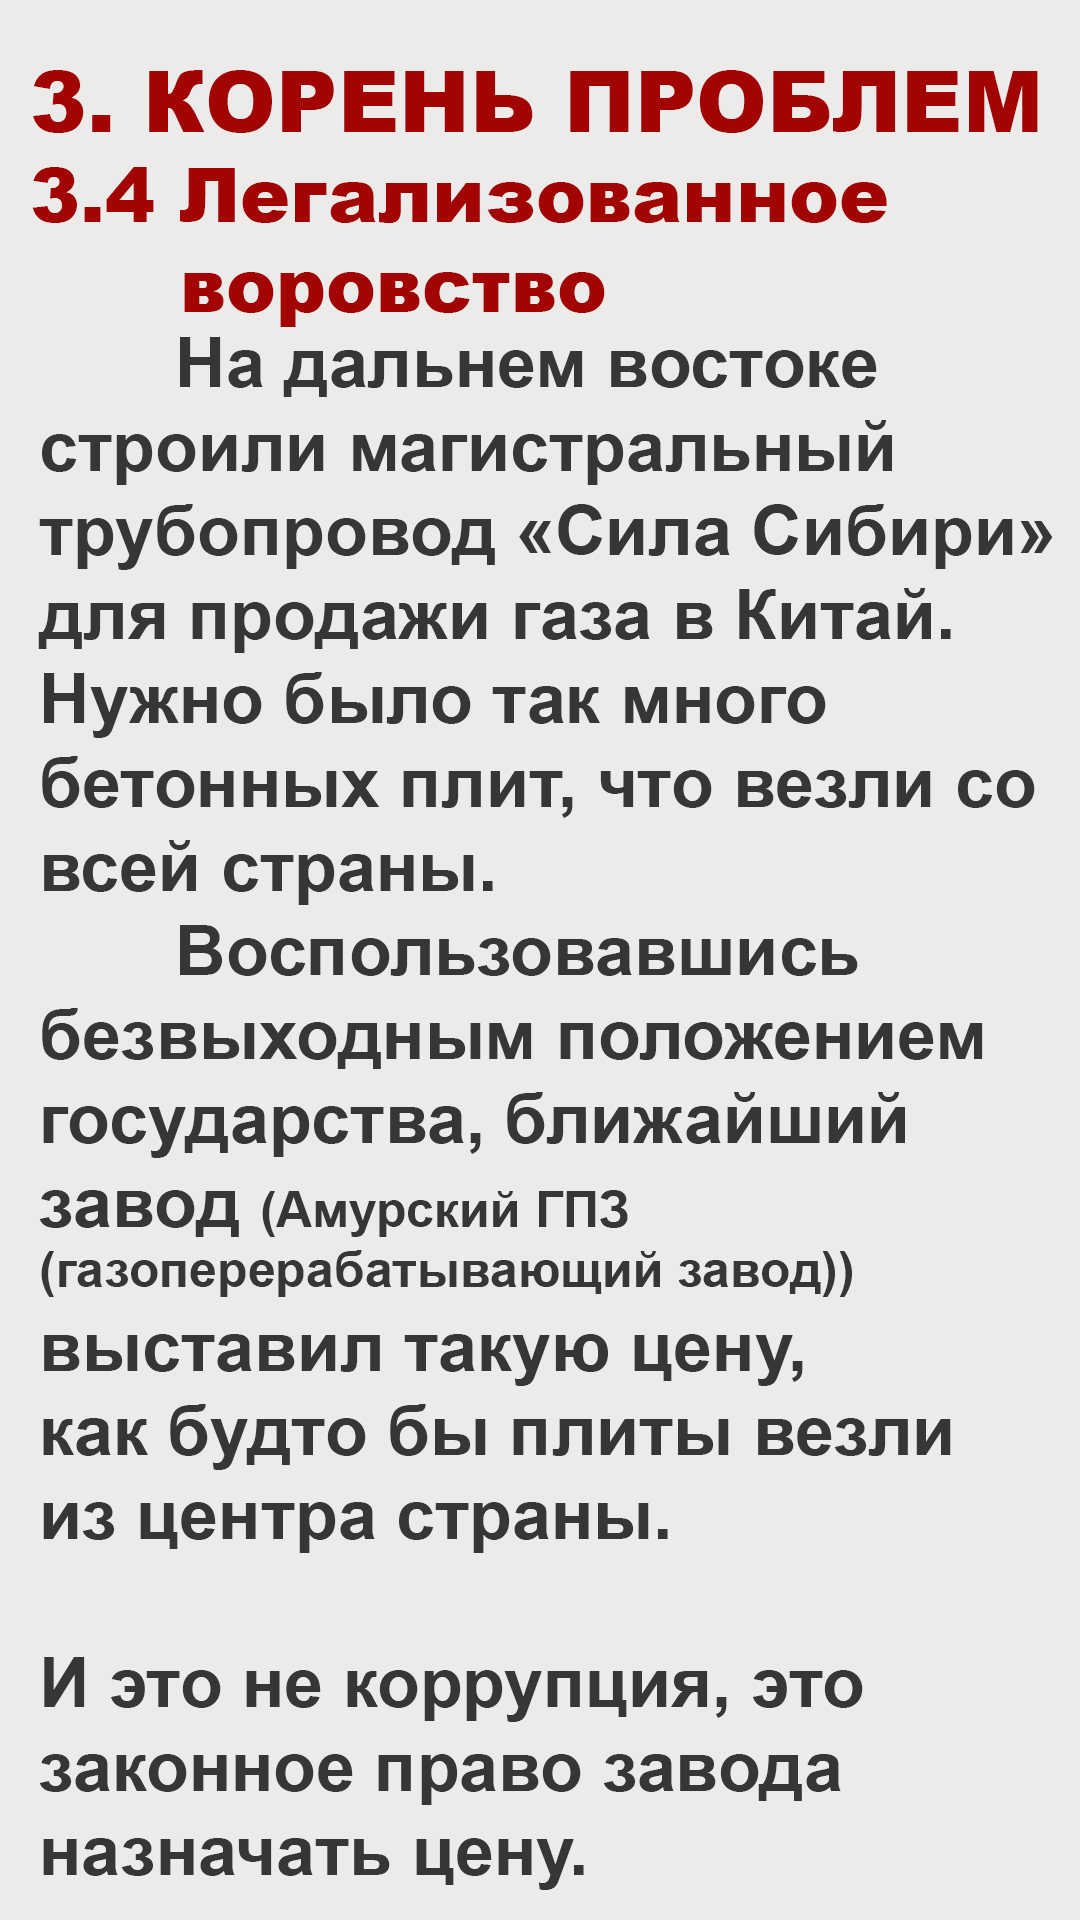 3. КОРЕНЬ ПРОБЛЕМ
3.4 Легализованное
воровство
На дальнем востоке
строили магистральный
трубопровод «Сила Сибири»
для продажи газа в Китай.
Нужно было так много
бетонных плит, что везли со
всей страны.
Воспользовавшись
безвыходным положением
государства, ближайший
завод (Амурский ГПЗ
(газоперерабатывающий завод))
выставил такую цену,
как будто бы плиты везли
из центра страны.
И это не коррупция, это
законное право завода
назначать цену.